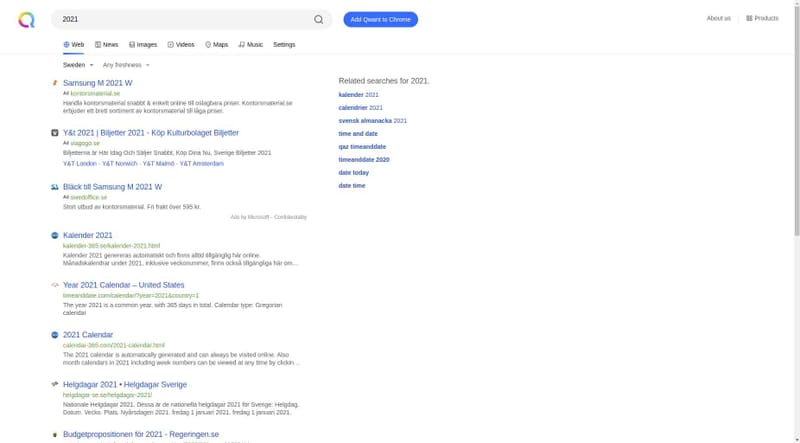 2021
Add Qwant to Chrome
About us
Products
Web
News
Images
Videos
Maps
Music
Settings
Sweden
Any freshness
Samsung M 2021 W
Ad kontorsmaterial.se
Handla kontorsmaterial snabbt & enkelt online till oslagbara priser. Kontorsmaterial.se
erbjuder ett brett sortiment av kontorsmaterial till låga priser.
Y&t 2021 | Biljetter 2021 - Köp Kulturbolaget Biljetter
Ad viagogo.se
Biljetterna är Här Idag Och Säljer Snabbt, Köp Dina Nu, Sverige Biljetter 2021
Y&T London · Y&T Norwich · Y&T Malmö · Y&T Amsterdam
Bläck till Samsung M 2021 W
Ad swedoffice.se
Stort utbud av kontorsmaterial. Fri frakt över 595 kr.
Ads by Microsoft - Confidentiality
Kalender 2021
kalender-365.se/kalender-2021.html
Kalender 2021 genereras automatiskt och finns alltid tillgänglig här online.
Månadskalendrar under 2021, inklusive veckonummer, finns också tillgängliga här om…
Year 2021 Calendar – United States
timeanddate.com/calendar/?year=2021&country=1
The year 2021 is a common year, with 365 days in total. Calendar type: Gregorian
calendar
2021 Calendar
calendar-365.com/2021-calendar.html
The 2021 calendar is automatically generated and can always be visited online. Also
month calendars in 2021 including week numbers can be viewed at any time by clickin…
Helgdagar 2021 • Helgdagar Sverige
helgdagar-se.se/helgdagar-2021/
Nationale Helgdagar 2021. Dessa är de nationella helgdagar 2021 för Sverige: Helgdag.
Datum. Vecko. Plats. Nyårsdagen 2021. fredag 1 januari 2021. fredag 1 januari 2021.
Budgetpropositionen för 2021 - Regeringen.se
Related searches for 2021.
kalender 2021
calendrier 2021
svensk almanacka 2021
time and date
qaz timeanddate
timeanddate 2020
date today
date time